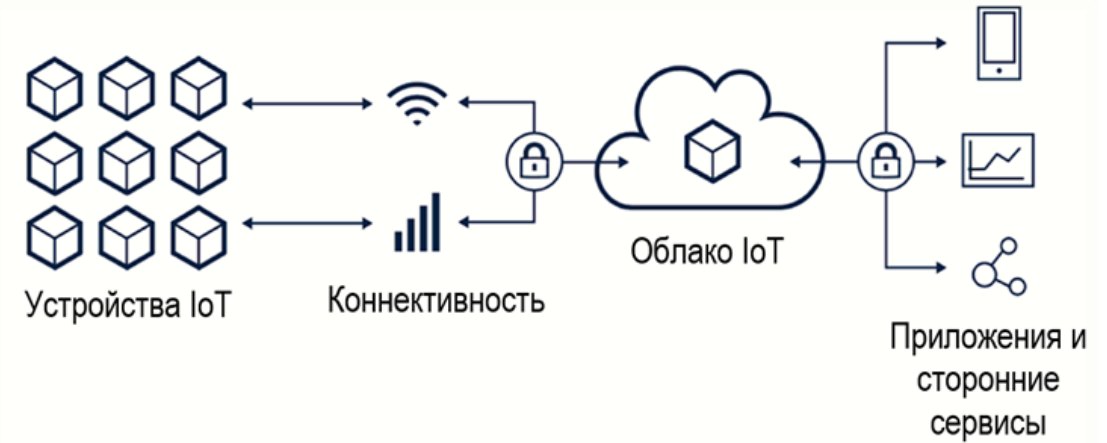 Устройства IoT
Коннективность
Облако IoT
Приложения и
сторонние
сервисы